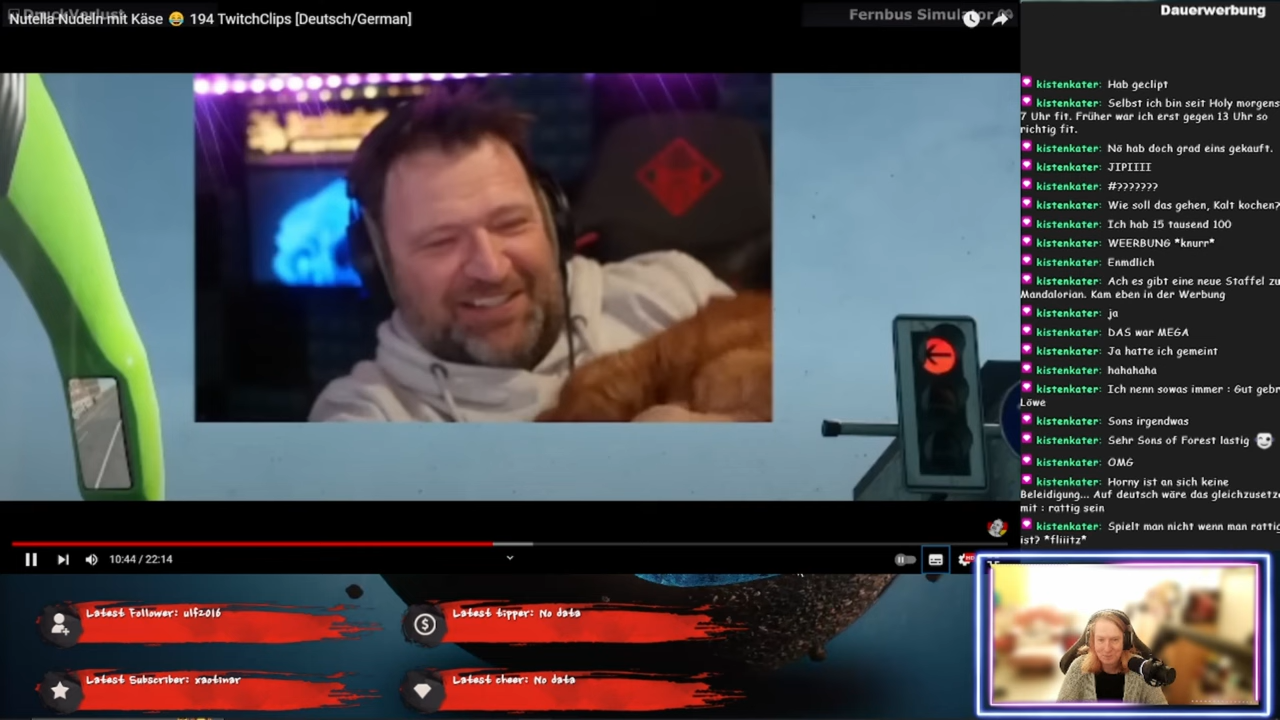 Nutella Nudeln mit Käse 😂 194 TwitchClips [Deutsch/German]
Fernbus Simulator
Dauerwerbung
kistenkater: Hab geclipt
kistenkater: Selbst ich bin seit Holy morgens
7 Uhr fit. Früher war ich erst gegen 13 Uhr so
richtig fit.
kistenkater: Nö hab doch grad eins gekauft.
kistenkater: JIPIIII
kistenkater: #???????
kistenkater: Wie soll das gehen, Kalt kochen?
kistenkater: Ich hab 15 tausend 100
kistenkater: WEERBUNG *knurr*
kistenkater: Enmdlich
kistenkater: Ach es gibt eine neue Staffel zu
Mandalorian. Kam eben in der Werbung
kistenkater: ja
kistenkater: DAS war MEGA
kistenkater: Ja hatte ich gemeint
kistenkater: hahahaha
kistenkater: Ich nenn sowas immer : Gut gebr
Löwe
kistenkater: Sons irgendwas
kistenkater: Sehr Sons of Forest lastig
kistenkater: OMG
kistenkater: Horny ist an sich keine
Beleidigung... Auf deutsch wäre das gleichzusetze
mit : rattig sein
kistenkater: Spielt man nicht wenn man rattig
ist? *fliiitz*
10:44 / 22:14
Latest Follower: ulf2016
Latest tipper: No data
Latest Subscriber: xaotinar
Latest cheer: No data